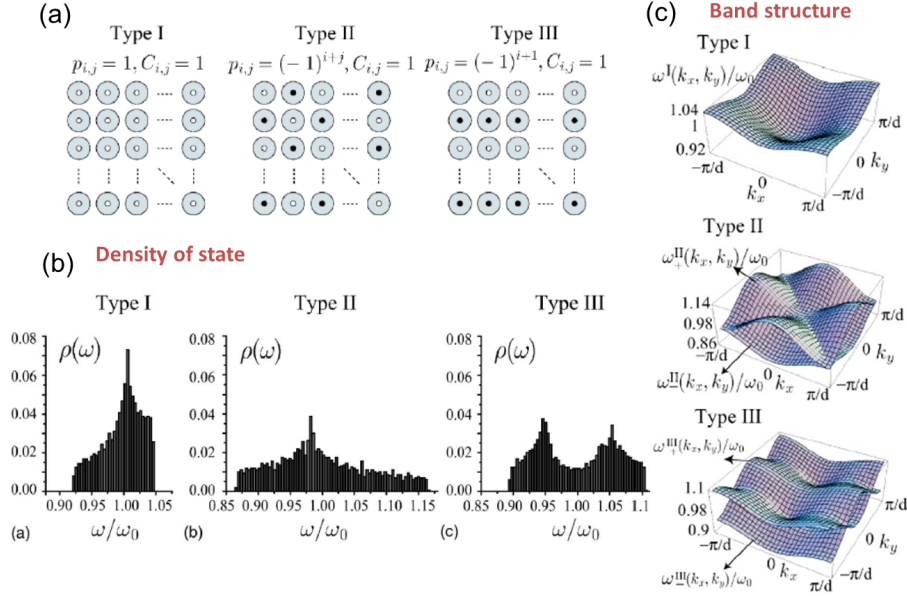 (a)
Type I
p_{i,j} = 1, C_{i,j} = 1
Type II
p_{i,j} = (− 1)^{i+j}, C_{i,j} = 1
Type III
p_{i,j} = (− 1)^{i+1}, C_{i,j} = 1
(b)
Density of state
Type I
ρ(ω)
0.08
0.06
0.04
0.02
0.00
0.90 0.95 1.00 1.05
(a)
ω/ω₀
Type II
ρ(ω)
0.08
0.06
0.04
0.02
0.00
0.90 0.95 1.00 1.05 1.10 1.15
(b)
ω/ω₀
Type III
ρ(ω)
0.08
0.06
0.04
0.02
0.00
0.90 0.95 1.00 1.05 1.1
(c)
ω/ω₀
(c)
Band structure
Type I
ω^I(k_x, k_y)/ω₀
1.04
1
0.92
−π/d
0
k_x
π/d
−π/d
0 k_y
π/d
Type II
ω_+^{II}(k_x, k_y)/ω₀
1.14
0.98
0.86
−π/d
0 k_x
π/d
−π/d
0 k_y
π/d
ω_−^{II}(k_x, k_y)/ω₀
Type III
ω_+^{III}(k_x, k_y)/ω₀
1.1
0.98
0.9
−π/d
0 k_x
π/d
−π/d
0 k_y
π/d
ω_−^{III}(k_x, k_y)/ω₀